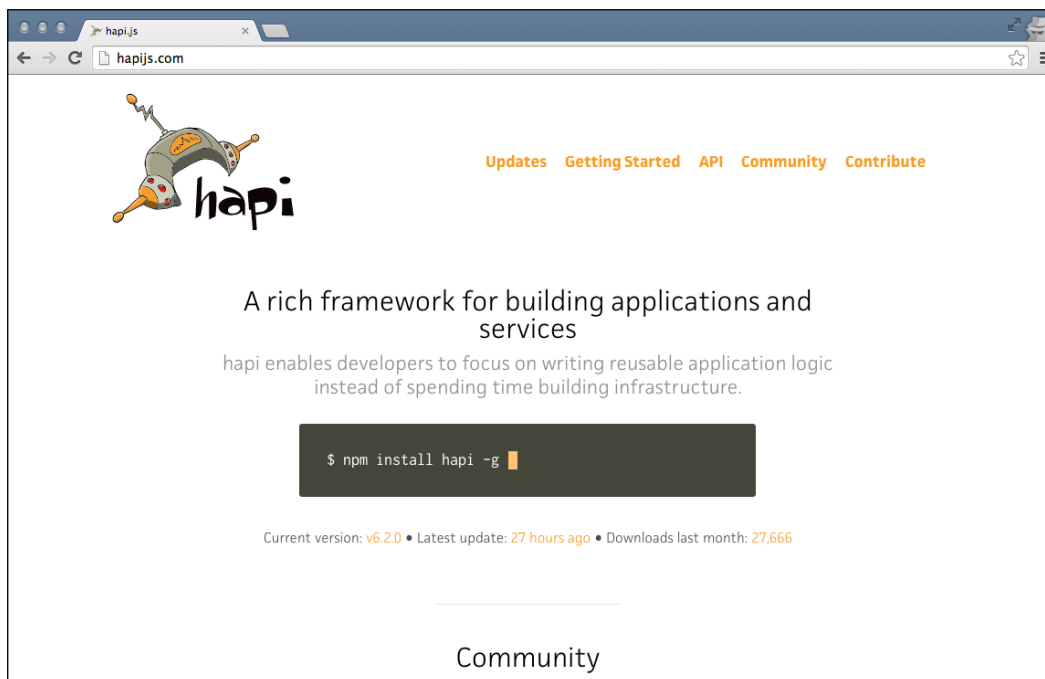 hapi.js
hapijs.com
hapi
Updates Getting Started API Community Contribute
A rich framework for building applications and
services
hapi enables developers to focus on writing reusable application logic
instead of spending time building infrastructure.
$ npm install hapi -g
Current version: v6.2.0 • Latest update: 27 hours ago • Downloads last month: 27,666
Community